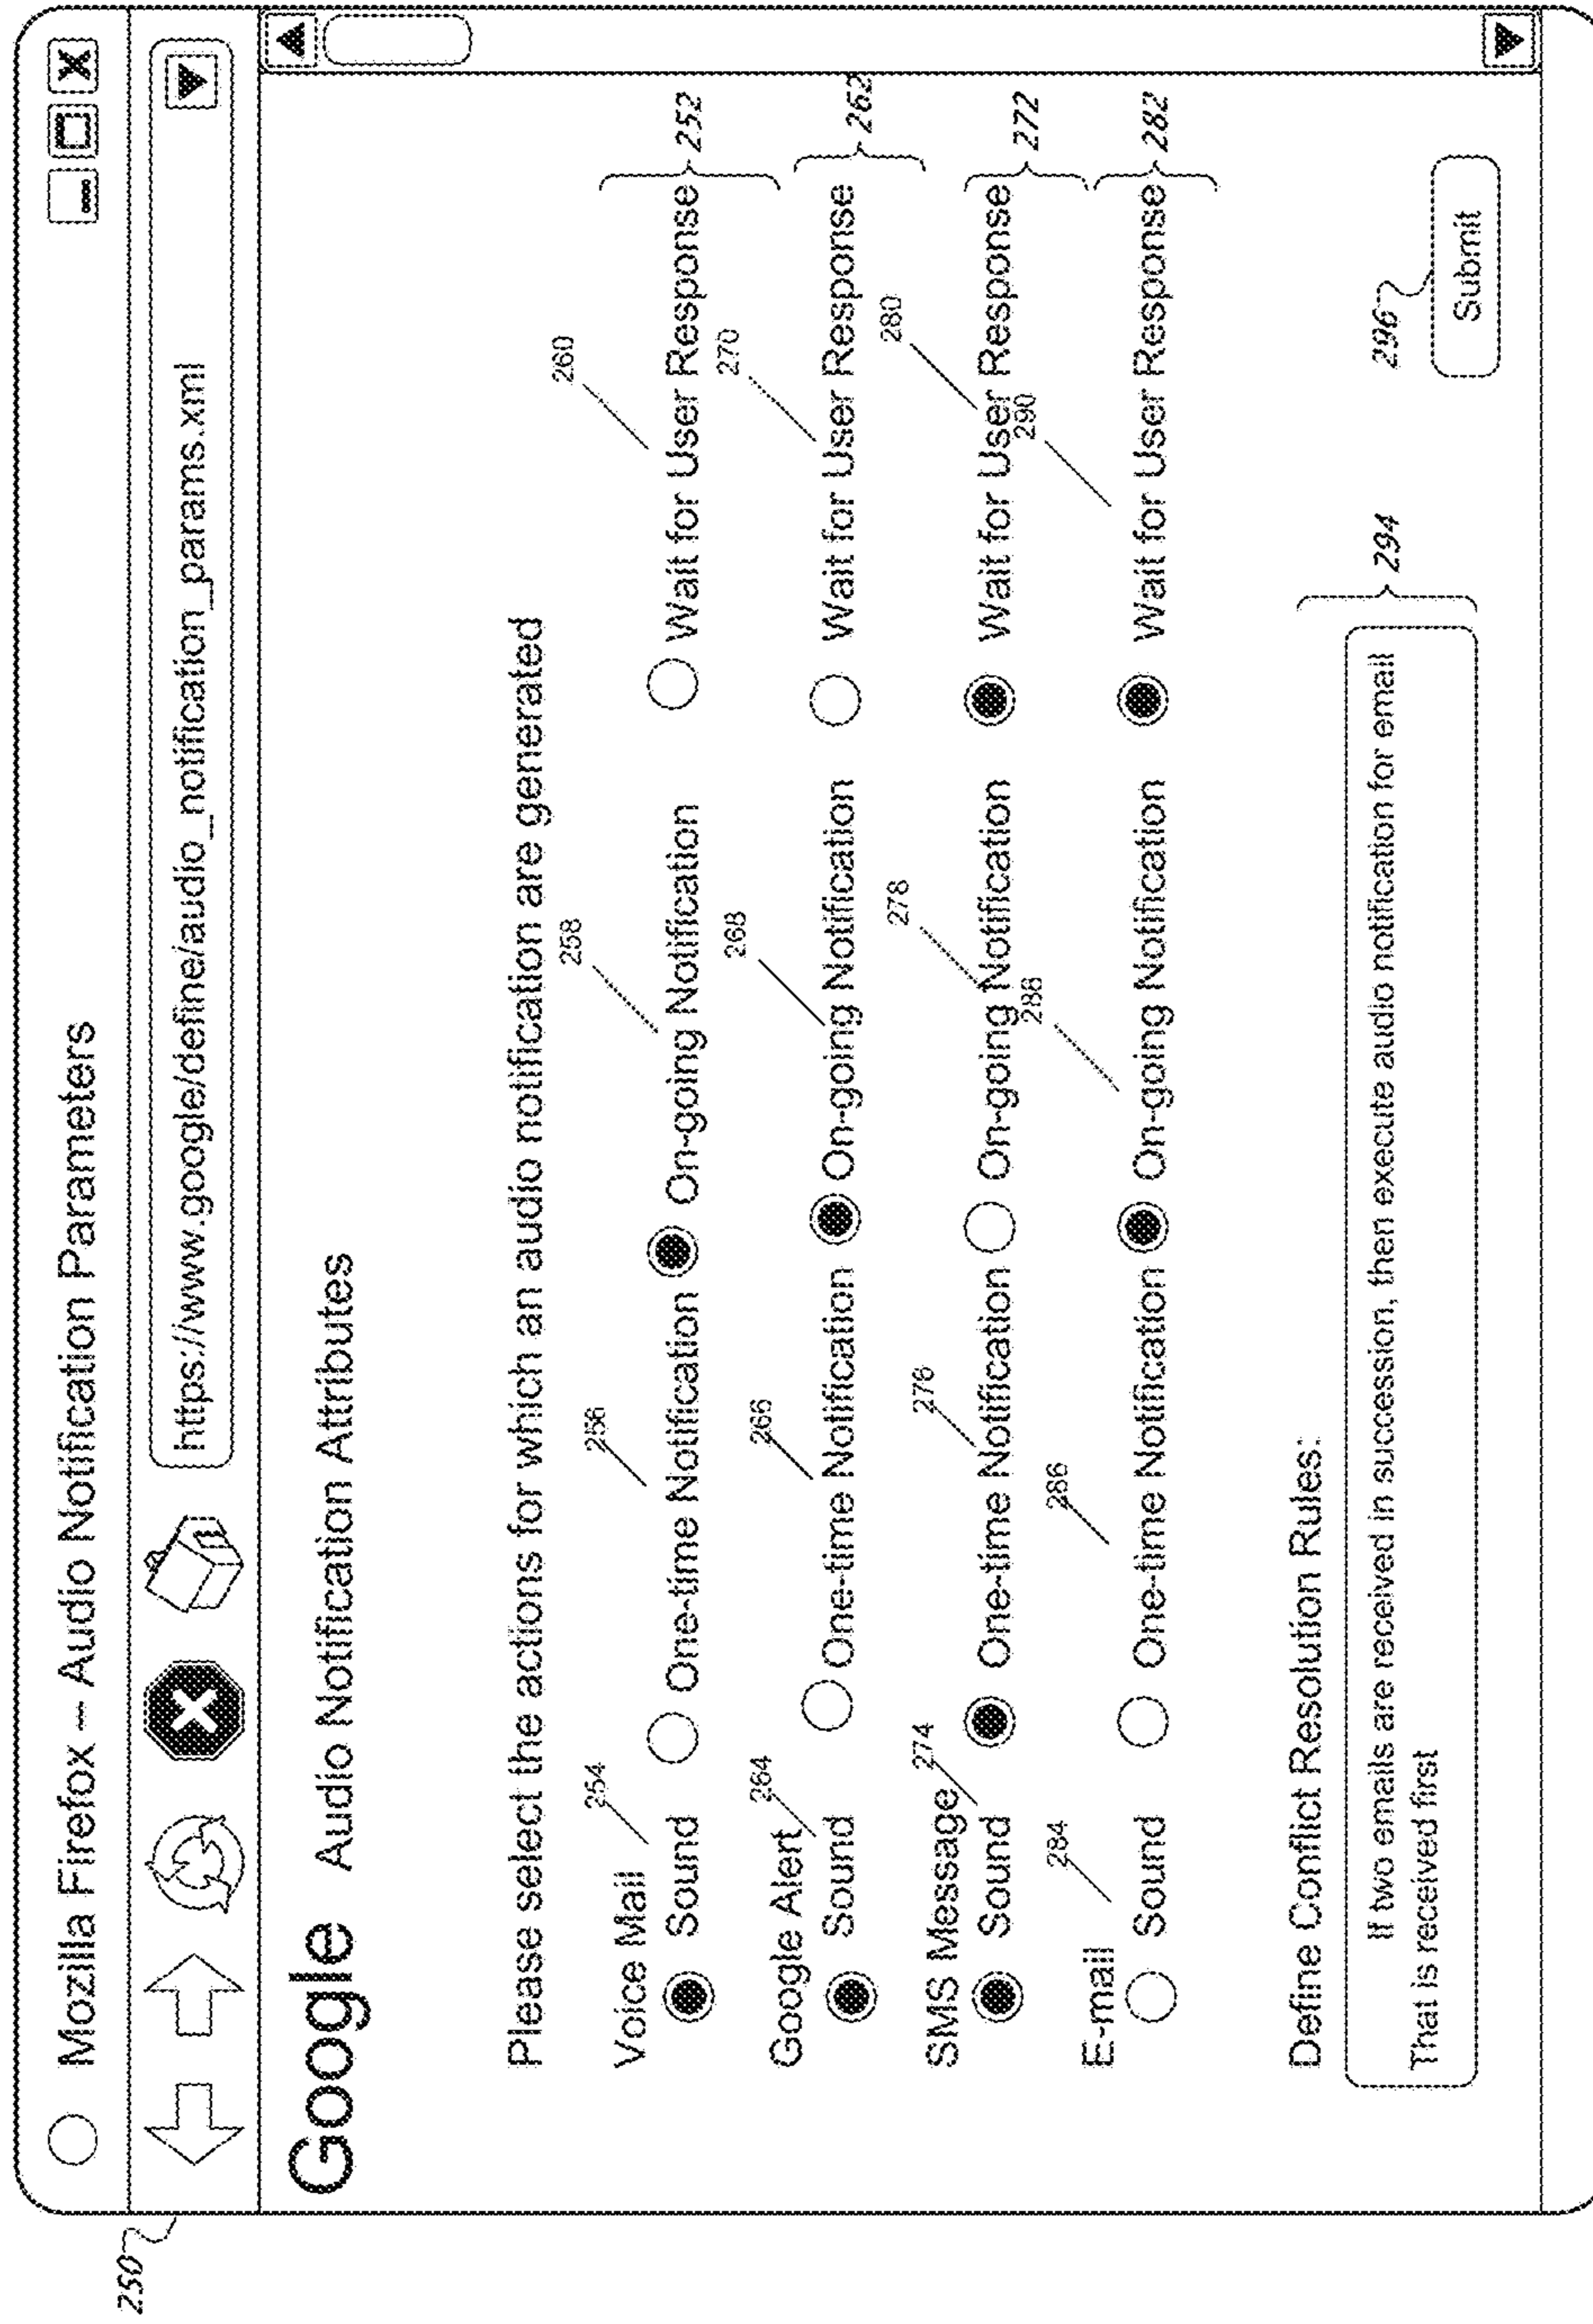 250
Mozilla Firefox – Audio Notification Parameters
https://www.google/define/audio_notification_params.xml
Google Audio Notification Attributes
Please select the actions for which an audio notification are generated
254 256 258 260
Voice Mail
Sound One-time Notification On-going Notification Wait for User Response 252
264 266 268 270
Google Alert
Sound One-time Notification On-going Notification Wait for User Response 262
274 276 278 280
SMS Message
Sound One-time Notification On-going Notification Wait for User Response 272
284 286 288 290
E-mail
Sound One-time Notification On-going Notification Wait for User Response 282
Define Conflict Resolution Rules:
294
296
If two emails are received in succession, then execute audio notification for email
That is received first
Submit